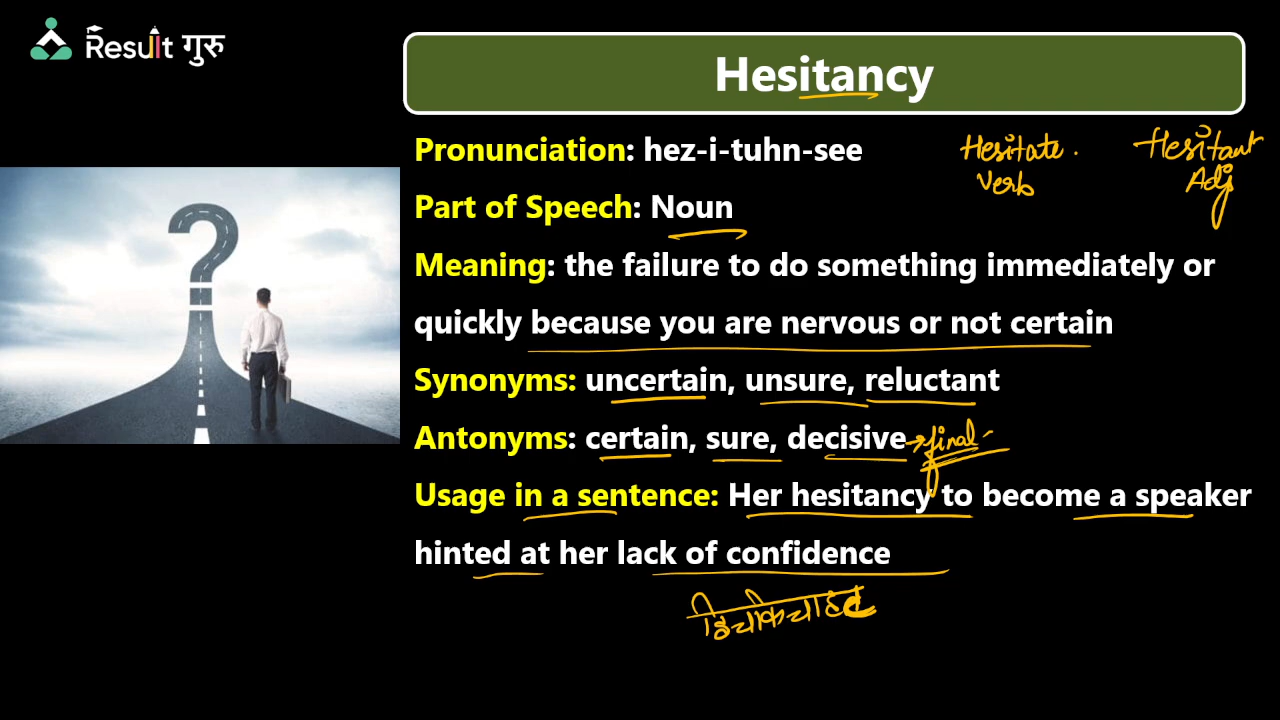 Result गुरु
Hesitancy
Pronunciation: hez-i-tuhn-see
Hesitate.
Verb
Hesitant
Adj
Part of Speech: Noun
Meaning: the failure to do something immediately or
quickly because you are nervous or not certain
Synonyms: uncertain, unsure, reluctant
Antonyms: certain, sure, decisive → final
Usage in a sentence: Her hesitancy to become a speaker
hinted at her lack of confidence
हिचकिचाहट